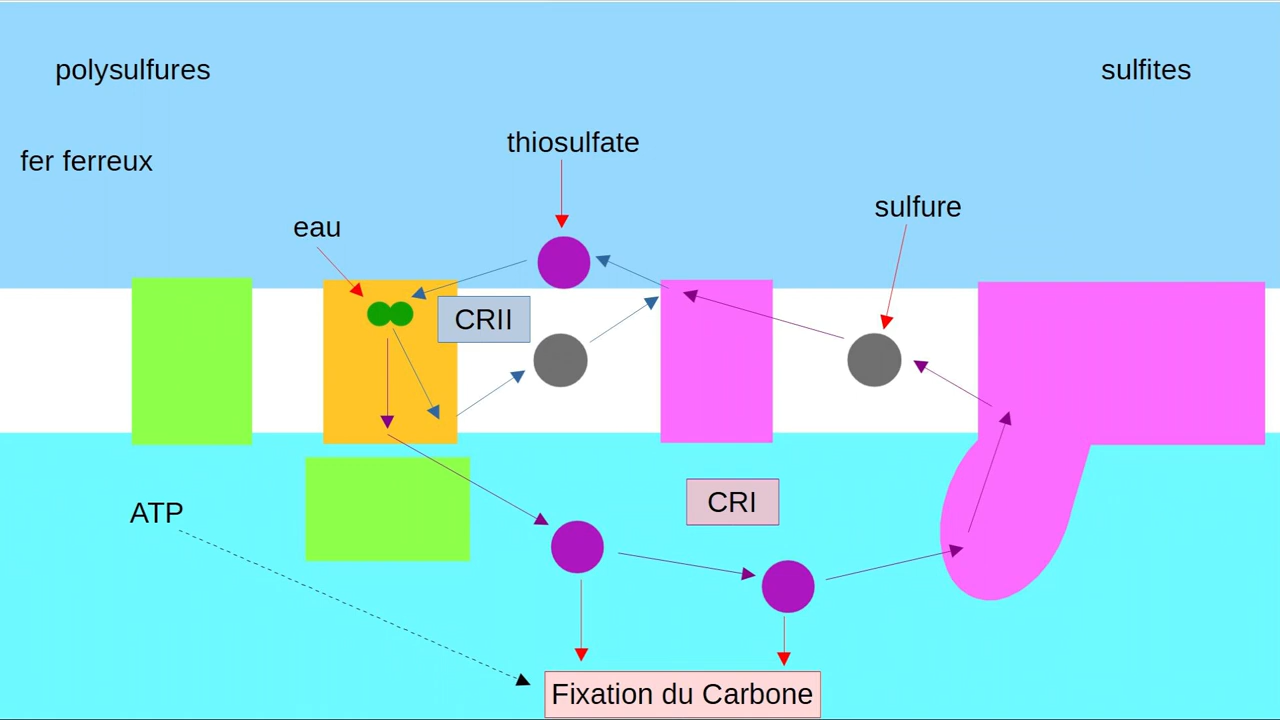 polysulfures
sulfites
thiosulfate
fer ferreux
sulfure
eau
CRII
CRI
ATP
Fixation du Carbone